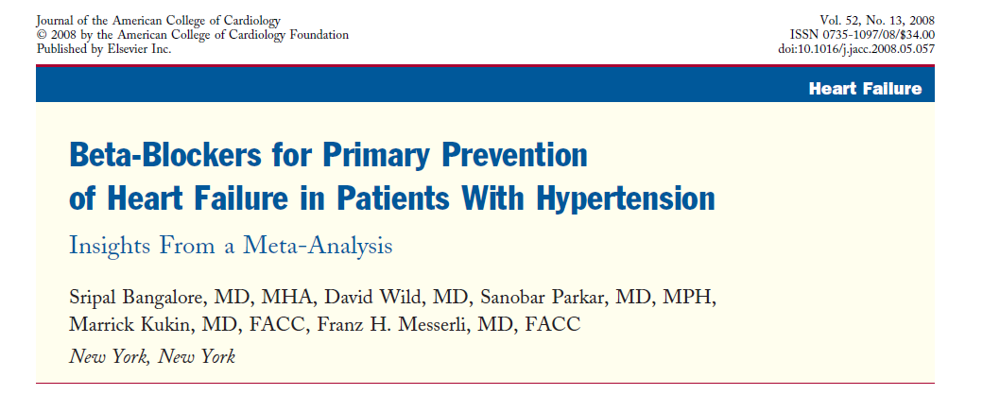 Journal of the American College of Cardiology
© 2008 by the American College of Cardiology Foundation
Published by Elsevier Inc.
Vol. 52, No. 13, 2008
ISSN 0735-1097/08/$34.00
doi:10.1016/j.jacc.2008.05.057
Heart Failure
Beta-Blockers for Primary Prevention
of Heart Failure in Patients With Hypertension
Insights From a Meta-Analysis
Sripal Bangalore, MD, MHA, David Wild, MD, Sanobar Parkar, MD, MPH,
Marrick Kukin, MD, FACC, Franz H. Messerli, MD, FACC
New York, New York